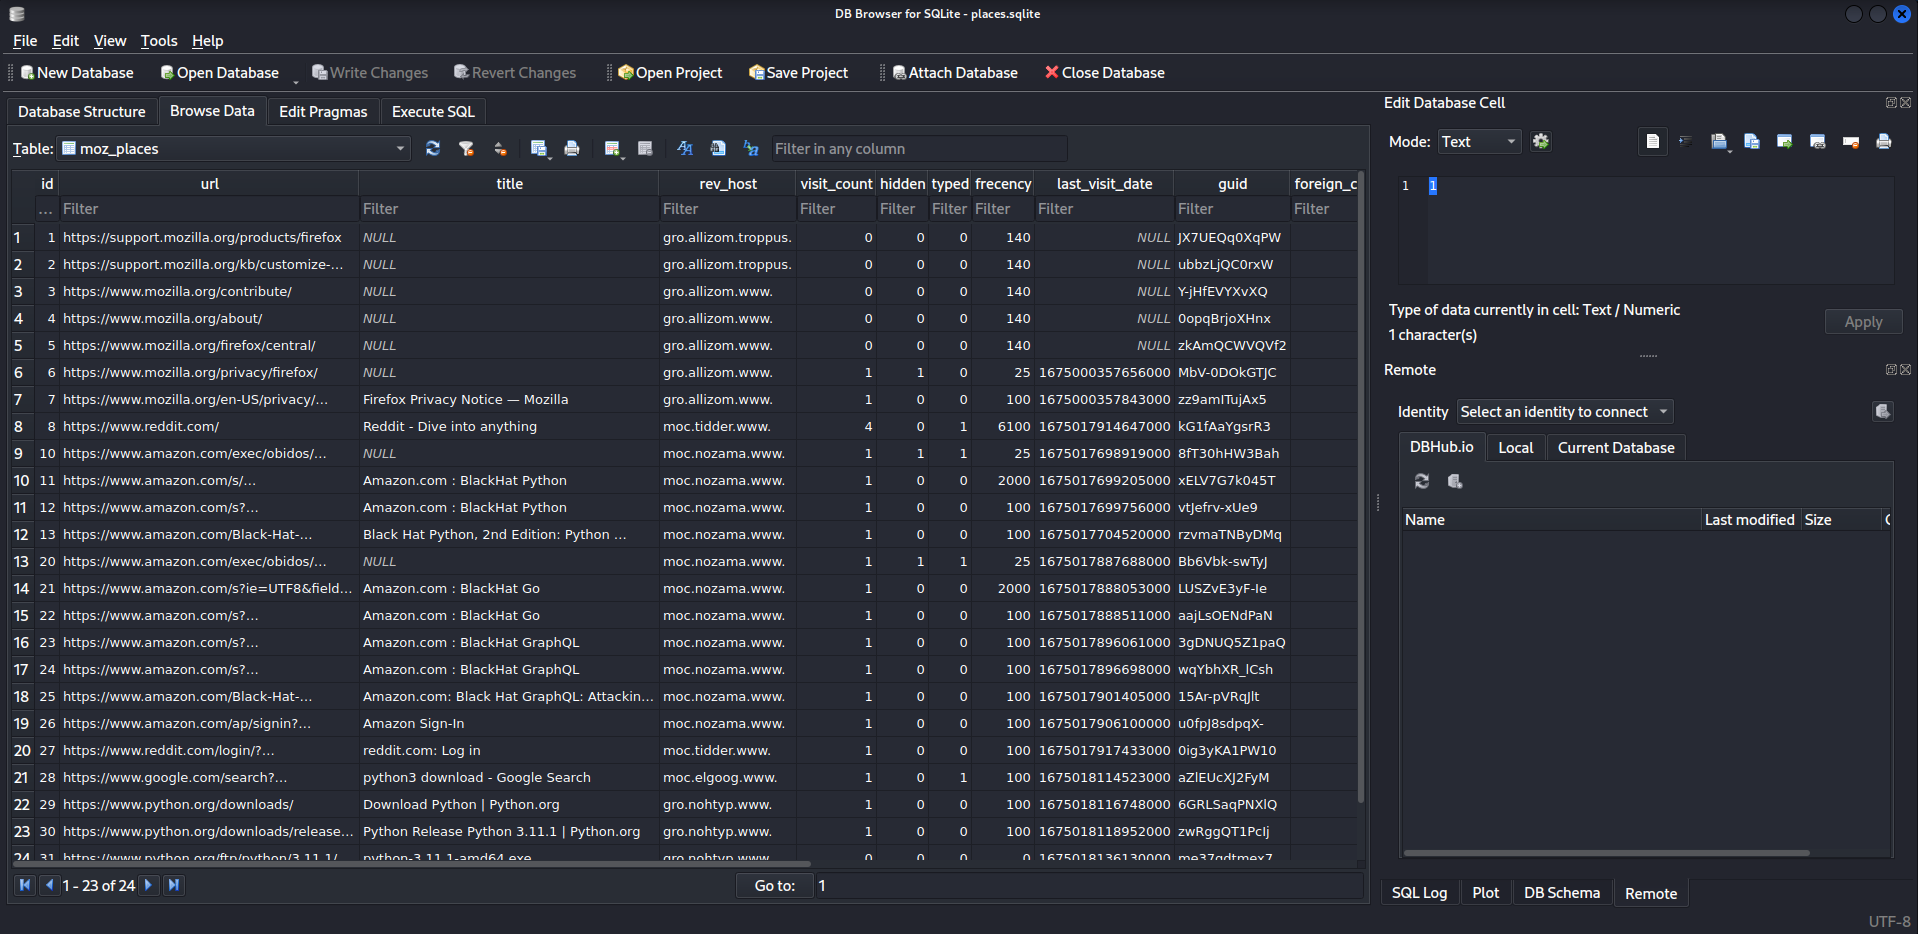 DB Browser for SQLite - places.sqlite
File Edit View Tools Help
New Database Open Database Write Changes Revert Changes Open Project Save Project Attach Database Close Database
Database Structure Browse Data Edit Pragmas Execute SQL
Table: moz_places Filter in any column
id url title rev_host visit_count hidden typed frecency last_visit_date guid foreign_c
... Filter Filter Filter Filter Filter Filter Filter Filter Filter Filter
1 1 https://support.mozilla.org/products/firefox NULL gro.allizom.troppus. 0 0 0 140 NULL JX7UEQq0XqPW
2 2 https://support.mozilla.org/kb/customize-... NULL gro.allizom.troppus. 0 0 0 140 NULL ubbzLjQC0rxW
3 3 https://www.mozilla.org/contribute/ NULL gro.allizom.www. 0 0 0 140 NULL Y-jHfEVYXvXQ
4 4 https://www.mozilla.org/about/ NULL gro.allizom.www. 0 0 0 140 NULL 0opqBrjoXHnx
5 5 https://www.mozilla.org/firefox/central/ NULL gro.allizom.www. 0 0 0 140 NULL zkAmQCWVQVf2
6 6 https://www.mozilla.org/privacy/firefox/ NULL gro.allizom.www. 1 1 0 25 1675000357656000 MbV-0DOkGTJC
7 7 https://www.mozilla.org/en-US/privacy/... Firefox Privacy Notice — Mozilla gro.allizom.www. 1 0 0 100 1675000357843000 zz9amITujAx5
8 8 https://www.reddit.com/ Reddit - Dive into anything moc.tidder.www. 4 0 1 6100 1675017914647000 kG1fAaYgsrR3
9 10 https://www.amazon.com/exec/obidos/... NULL moc.nozama.www. 1 1 1 25 1675017698919000 8fT30hHW3Bah
10 11 https://www.amazon.com/s/... Amazon.com : BlackHat Python moc.nozama.www. 1 0 0 2000 1675017699205000 xELV7G7k045T
11 12 https://www.amazon.com/s?... Amazon.com : BlackHat Python moc.nozama.www. 1 0 0 100 1675017699756000 vtJefrv-xUe9
12 13 https://www.amazon.com/Black-Hat-... Black Hat Python, 2nd Edition: Python ... moc.nozama.www. 1 0 0 100 1675017704520000 rzvmaTNByDMq
13 20 https://www.amazon.com/exec/obidos/... NULL moc.nozama.www. 1 1 1 25 1675017887688000 Bb6Vbk-swTyJ
14 21 https://www.amazon.com/s?ie=UTF8&field... Amazon.com : BlackHat Go moc.nozama.www. 1 0 0 2000 1675017888053000 LUSZvE3yF-Ie
15 22 https://www.amazon.com/s?... Amazon.com : BlackHat Go moc.nozama.www. 1 0 0 100 1675017888511000 aajLsOENdPaN
16 23 https://www.amazon.com/s?... Amazon.com : BlackHat GraphQL moc.nozama.www. 1 0 0 100 1675017896061000 3gDNUQ5Z1paQ
17 24 https://www.amazon.com/s?... Amazon.com : BlackHat GraphQL moc.nozama.www. 1 0 0 100 1675017896698000 wqYbhXR_lCsh
18 25 https://www.amazon.com/Black-Hat-... Amazon.com: Black Hat GraphQL: Attackin... moc.nozama.www. 1 0 0 100 1675017901405000 15Ar-pVRqJlt
19 26 https://www.amazon.com/ap/signin?... Amazon Sign-In moc.nozama.www. 1 0 0 100 1675017906100000 u0fpJ8sdpqX-
20 27 https://www.reddit.com/login/?... reddit.com: Log in moc.tidder.www. 1 0 0 100 1675017917433000 0ig3yKA1PW10
21 28 https://www.google.com/search?... python3 download - Google Search moc.elgoog.www. 1 0 1 100 1675018114523000 aZlEUcXJ2FyM
22 29 https://www.python.org/downloads/ Download Python | Python.org gro.nohtyp.www. 1 0 0 100 1675018116748000 6GRLSaqPNXlQ
23 30 https://www.python.org/downloads/release... Python Release Python 3.11.1 | Python.org gro.nohtyp.www. 1 0 0 100 1675018118952000 zwRggQT1PcIj
24 31 https://www.python.org/ftp/python/3.11.1/ python-3.11.1-amd64.exe gro.nohtyp.www. 0 0 0 0 1675018136130000
1 - 23 of 24 Go to: 1
Edit Database Cell
Mode: Text
1 1
Type of data currently in cell: Text / Numeric
1 character(s)
Apply
Remote
Identity Select an identity to connect
DBHub.io Local Current Database
Name Last modified Size
SQL Log Plot DB Schema Remote
UTF-8